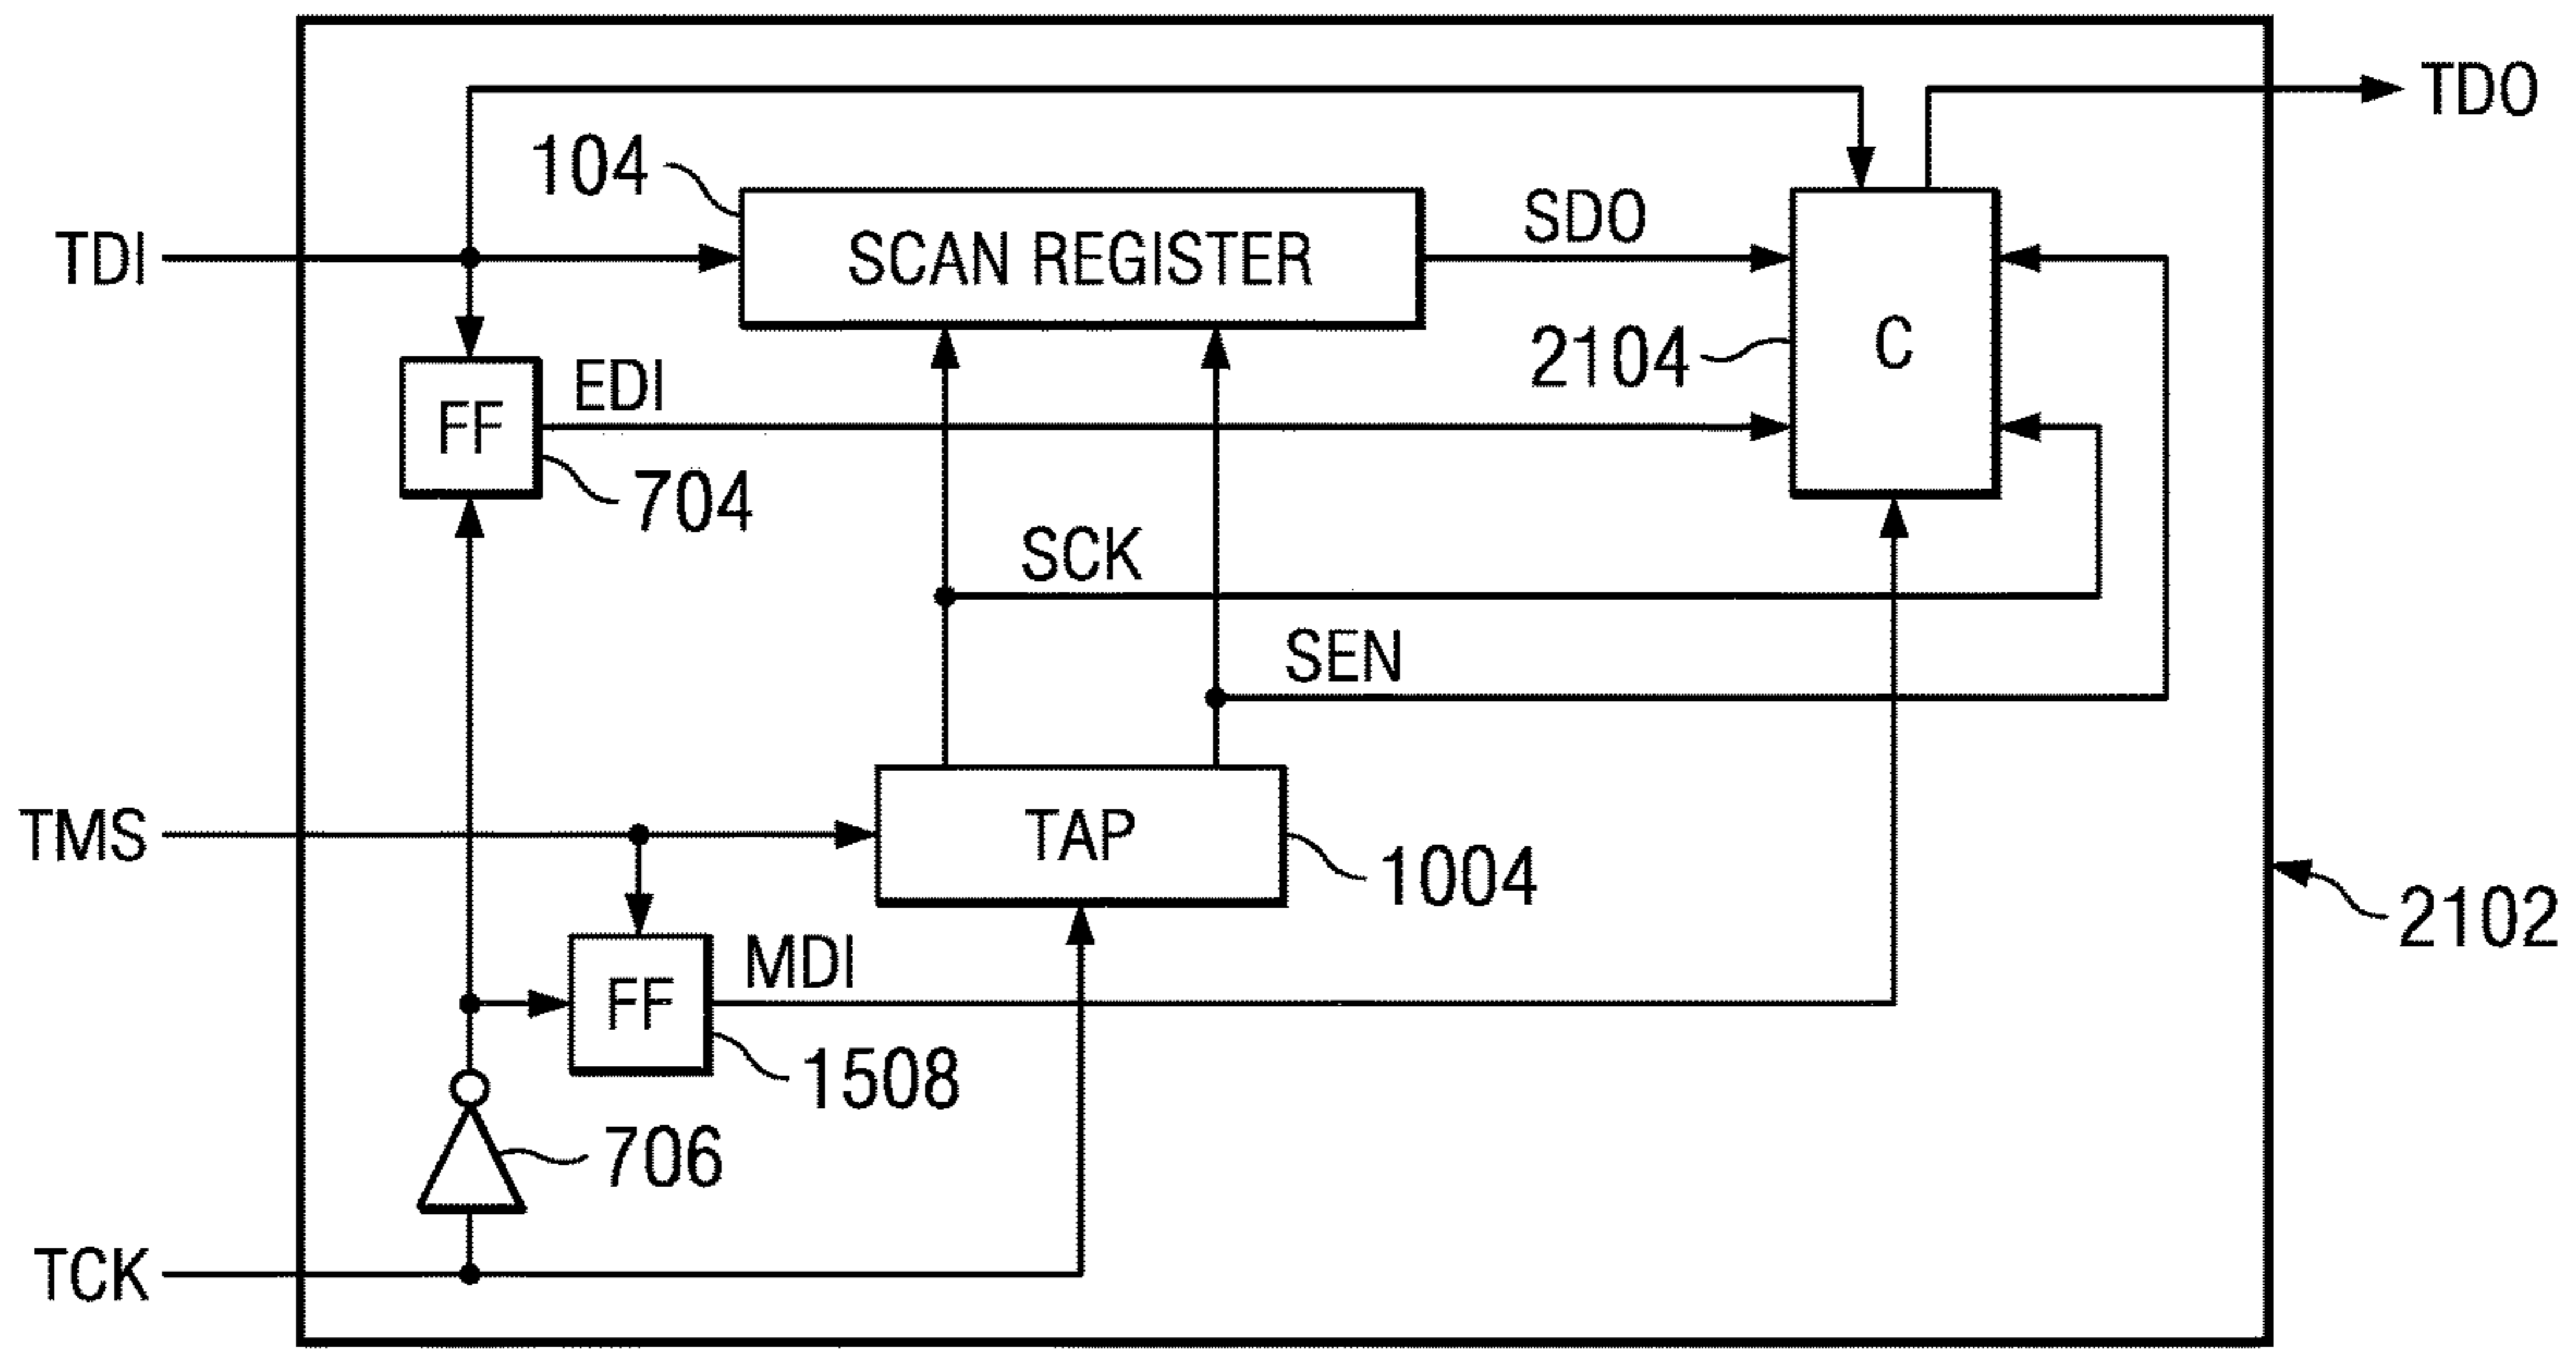 TDO
104
TDI
SCAN REGISTER
SDO
2104
C
EDI
FF
704
SCK
SEN
TMS
TAP
1004
2102
MDI
FF
1508
706
TCK